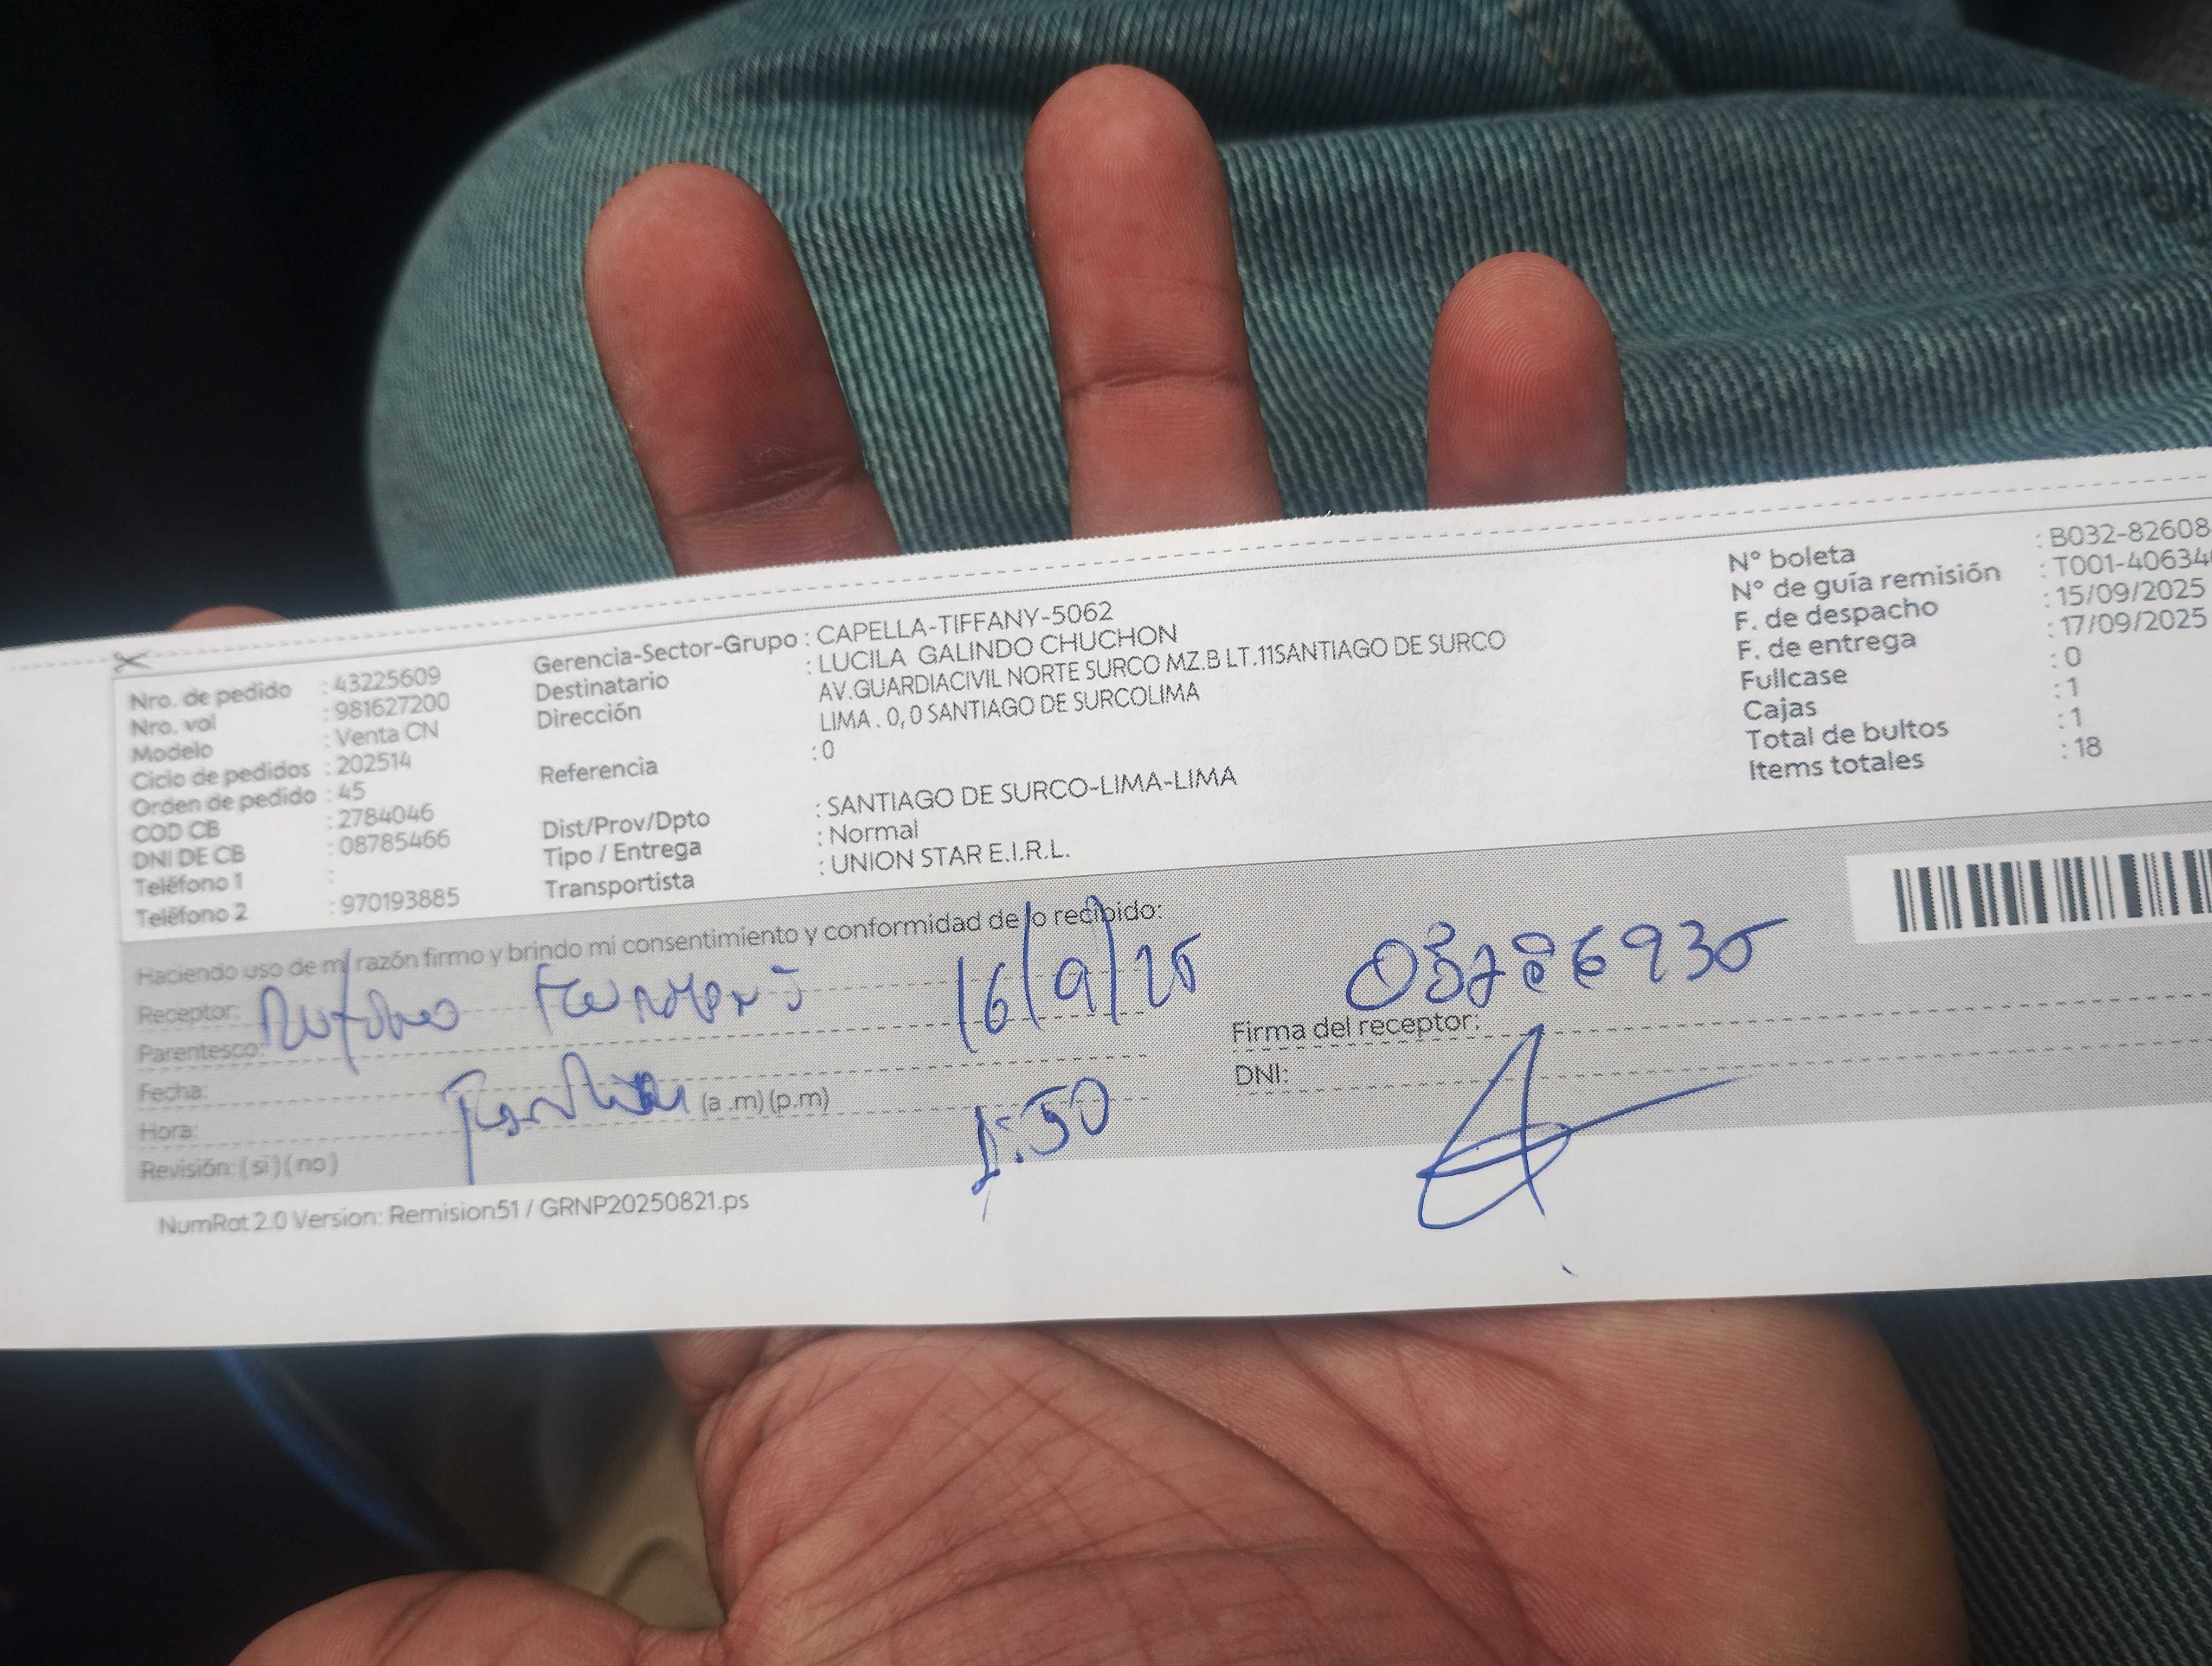 Nro. de pedido : 43225609
Nro. vol : 981627200
Modelo : Venta CN
Ciclo de pedidos : 202514
Orden de pedido : 45
COD CB : 2784046
DNI DE CB : 08785466
Teléfono 1 :
Teléfono 2 : 970193885
Gerencia-Sector-Grupo : CAPELLA-TIFFANY-5062
Destinatario : LUCILA GALINDO CHUCHON
Dirección AV.GUARDIACIVIL NORTE SURCO MZ.B LT.11SANTIAGO DE SURCO
LIMA . 0, 0 SANTIAGO DE SURCOLIMA
Referencia : 0
Dist/Prov/Dpto : SANTIAGO DE SURCO-LIMA-LIMA
Tipo / Entrega : Normal
Transportista : UNION STAR E.I.R.L.
N° boleta : B032-82608
N° de guía remisión : T001-40634
F. de despacho : 15/09/2025
F. de entrega : 17/09/2025
Fullcase : 0
Cajas : 1
Total de bultos : 1
Items totales : 18
Haciendo uso de mi razón firmo y brindo mi consentimiento y conformidad de lo recibido:
Receptor: 16/9/25
Parentesco:
Fecha:
Hora: (a .m) (p.m) 1:50
Revisión: ( si ) ( no )
Firma del receptor:
DNI:
NumRot 2.0 Version: Remision51 / GRNP20250821.ps